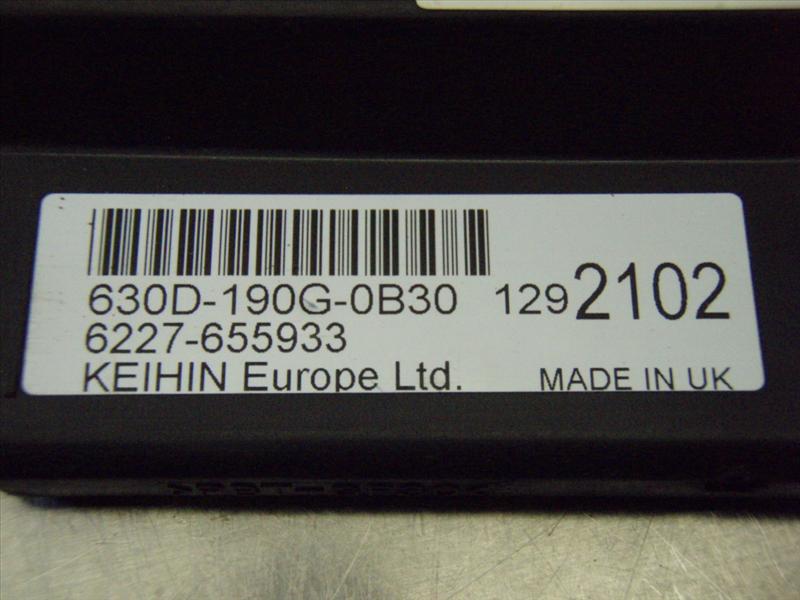 630D-190G-0B30 1292102
6227-655933
KEIHIN Europe Ltd. MADE IN UK